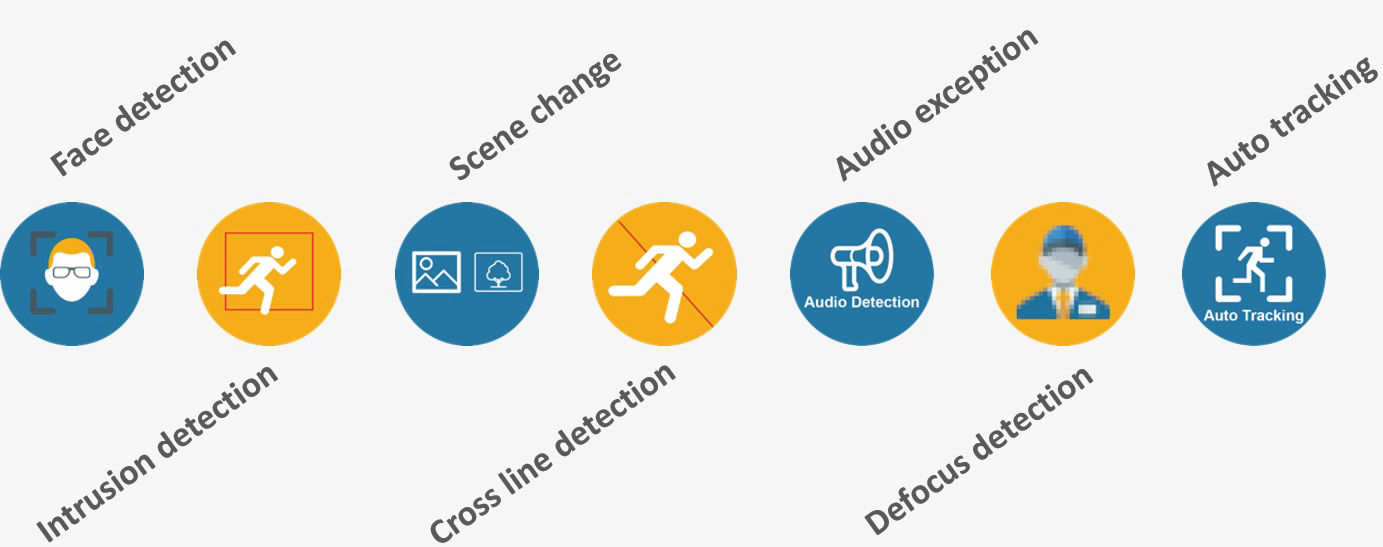 Face detection
Scene change
Audio exception
Auto tracking
Audio Detection
Auto Tracking
Intrusion detection
Cross line detection
Defocus detection